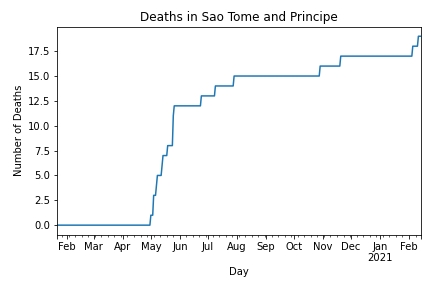 Deaths in Sao Tome and Principe
Number of Deaths
17.5
15.0
12.5
10.0
7.5
5.0
2.5
0.0
Feb Mar Apr May Jun Jul Aug Sep Oct Nov Dec Jan Feb
2021
Day